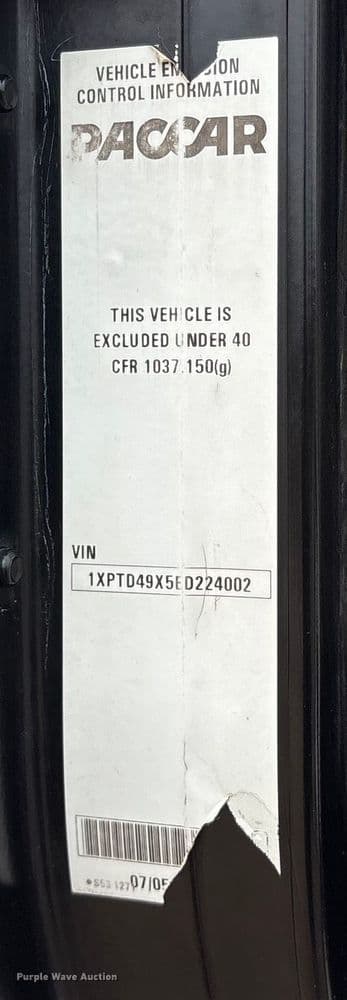 VEHICLE EM SION
CONTROL INFORMATION
PACCAR
THIS VEHICLE IS
EXCLUDED UNDER 40
CFR 1037.150(g)
VIN
1XPTD49X5ED224002
07/05
Purple Wave Auction